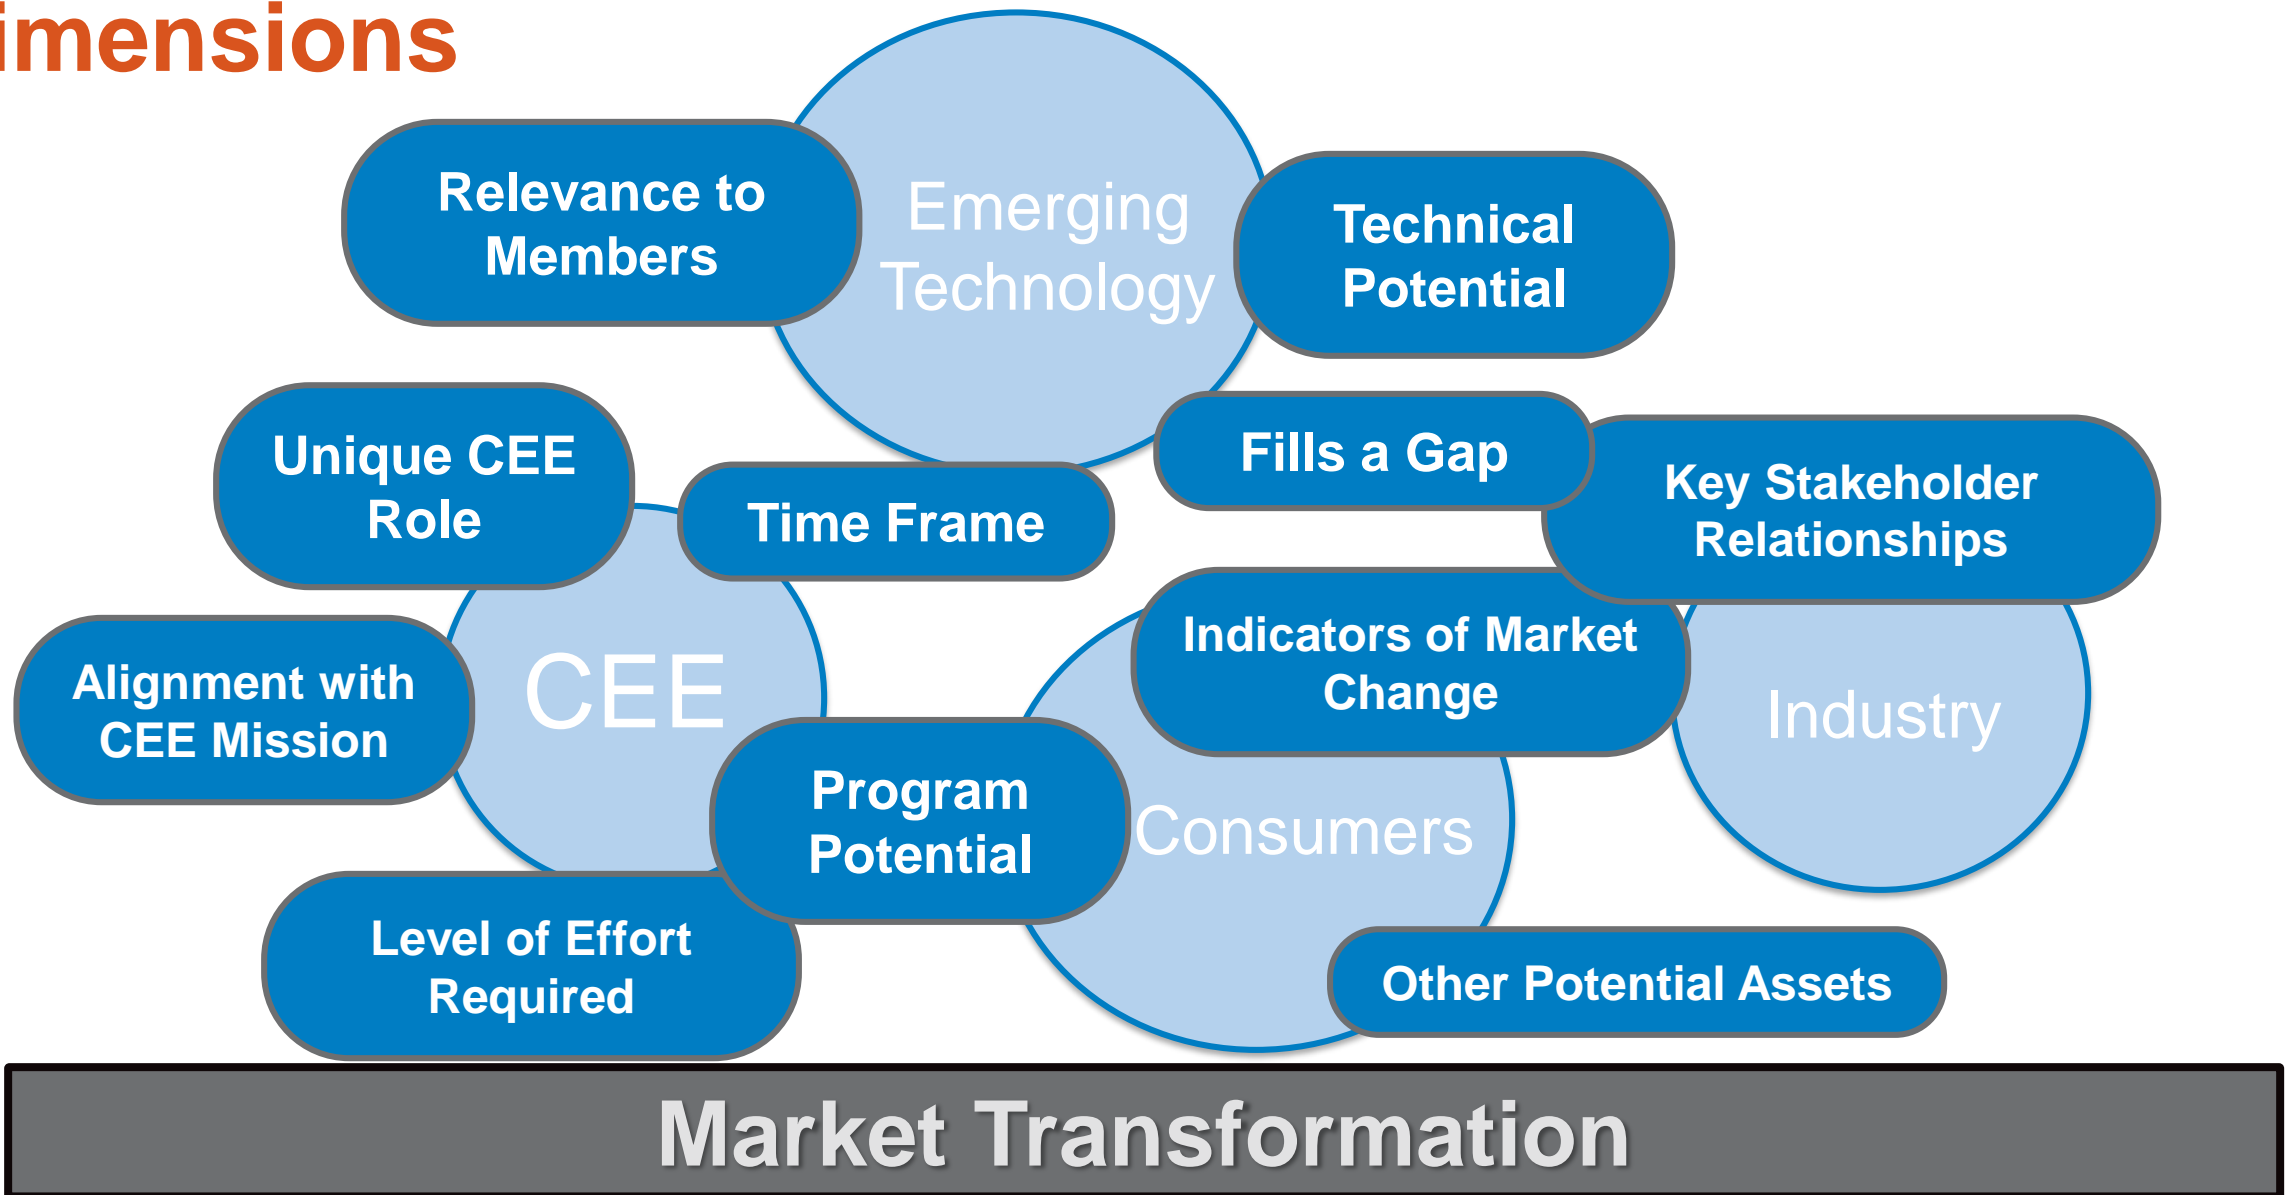 imensions
Relevance to
Members
Emerging
Technology
Technical
Potential
Unique CEE
Role
Time Frame
Fills a Gap
Key Stakeholder
Relationships
Alignment with
CEE Mission
CEE
Indicators of Market
Change
Industry
Program
Potential
Consumers
Level of Effort
Required
Other Potential Assets
Market Transformation